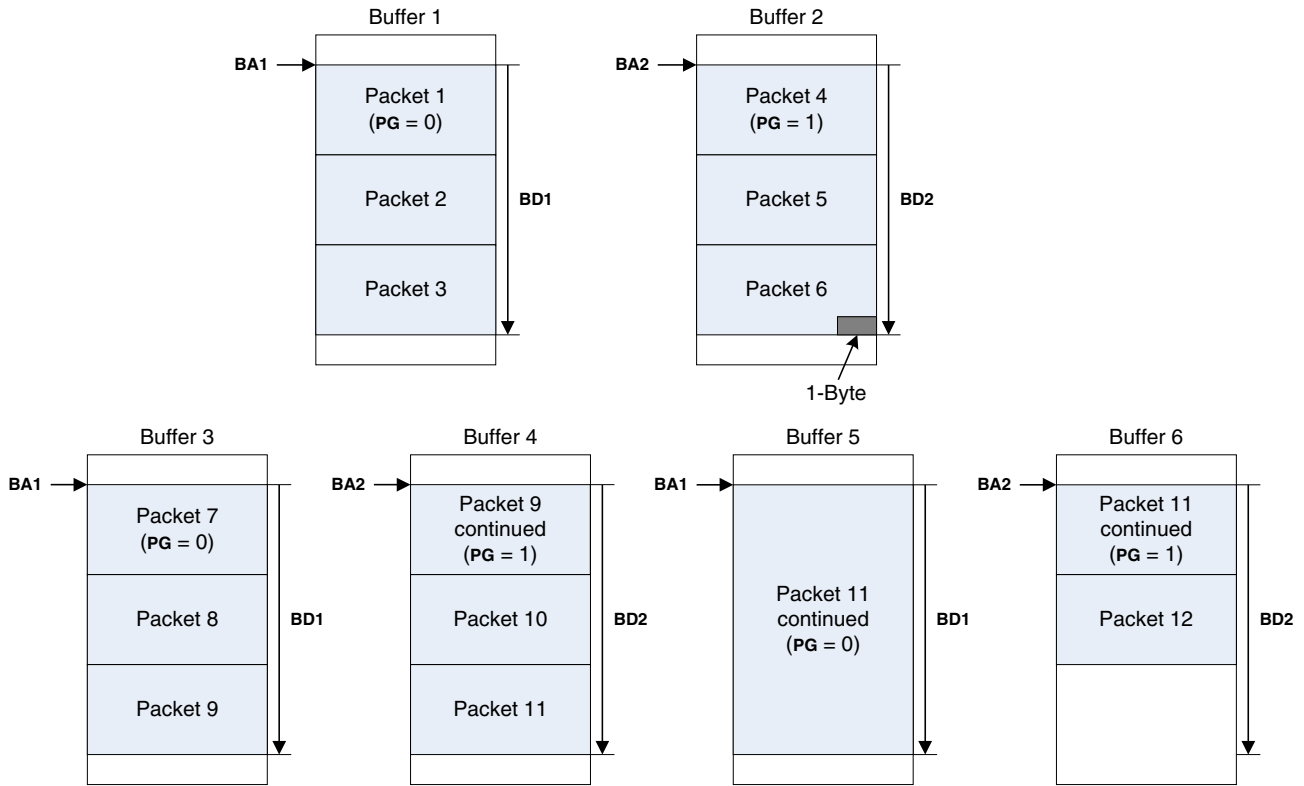 Buffer 1
BA1
Packet 1
(PG = 0)
Packet 2
Packet 3
BD1
Buffer 2
BA2
Packet 4
(PG = 1)
Packet 5
Packet 6
BD2
1-Byte
Buffer 3
BA1
Packet 7
(PG = 0)
Packet 8
Packet 9
BD1
Buffer 4
BA2
Packet 9
continued
(PG = 1)
Packet 10
Packet 11
BD2
Buffer 5
BA1
Packet 11
continued
(PG = 0)
BD1
Buffer 6
BA2
Packet 11
continued
(PG = 1)
Packet 12
BD2